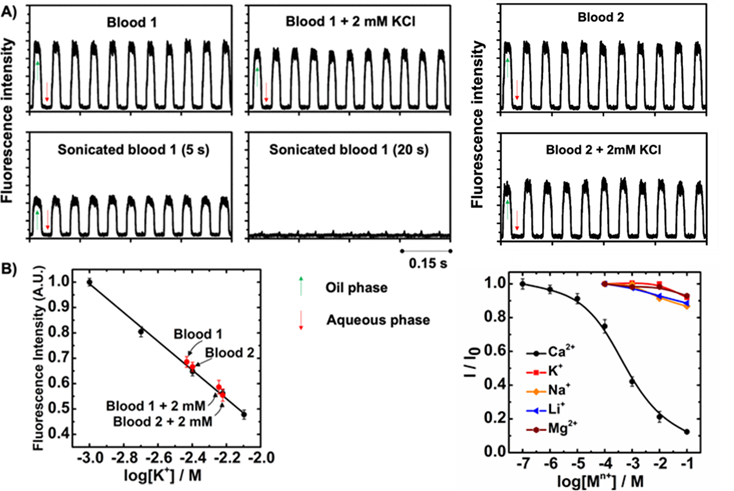 A)
Blood 1
Blood 1 + 2 mM KCl
Blood 2
Fluorescence intensity
Fluorescence intensity
Sonicated blood 1 (5 s)
Sonicated blood 1 (20 s)
Blood 2 + 2mM KCl
0.15 s
B)
Fluorescence Intensity (A.U.)
1.0
0.9
0.8
0.7
0.6
0.5
0.4
Blood 1
Blood 2
Blood 1 + 2 mM
Blood 2 + 2 mM
-3.0 -2.8 -2.6 -2.4 -2.2 -2.0
log[K⁺] / M
Oil phase
Aqueous phase
I / I₀
1.0
0.8
0.6
0.4
0.2
0.0
Ca²⁺
K⁺
Na⁺
Li⁺
Mg²⁺
-7 -6 -5 -4 -3 -2 -1
log[Mⁿ⁺] / M